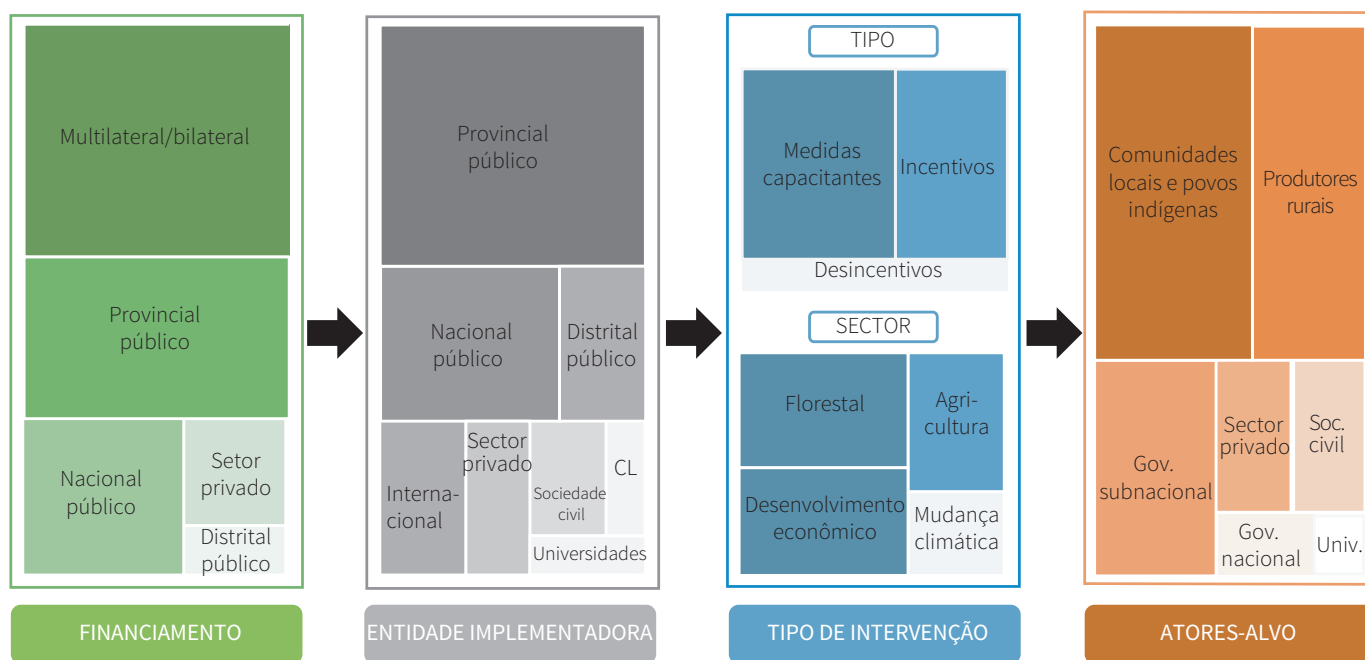 Multilateral/bilateral
Provincial
público
Nacional
público
Setor
privado
Distrital
público
FINANCIAMENTO
Provincial
público
Nacional
público
Distrital
público
Interna-
cional
Sector
privado
Sociedade
civil
CL
Universidades
ENTIDADE IMPLEMENTADORA
TIPO
Medidas
capacitantes
Incentivos
Desincentivos
SECTOR
Florestal
Agri-
cultura
Desenvolvimento
econômico
Mudança
climática
TIPO DE INTERVENÇÃO
Comunidades
locais e povos
indígenas
Produtores
rurais
Gov.
subnacional
Sector
privado
Soc.
civil
Gov.
nacional
Univ.
ATORES-ALVO